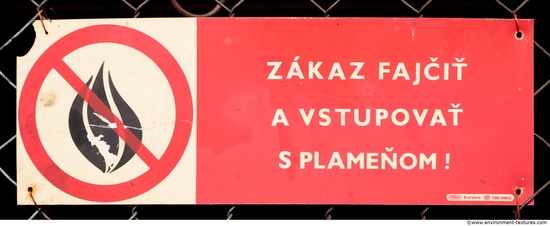 ZÁKAZ FAJČIŤ
A VSTUPOVAŤ
S PLAMEŇOM !
©www.environment-textures.com